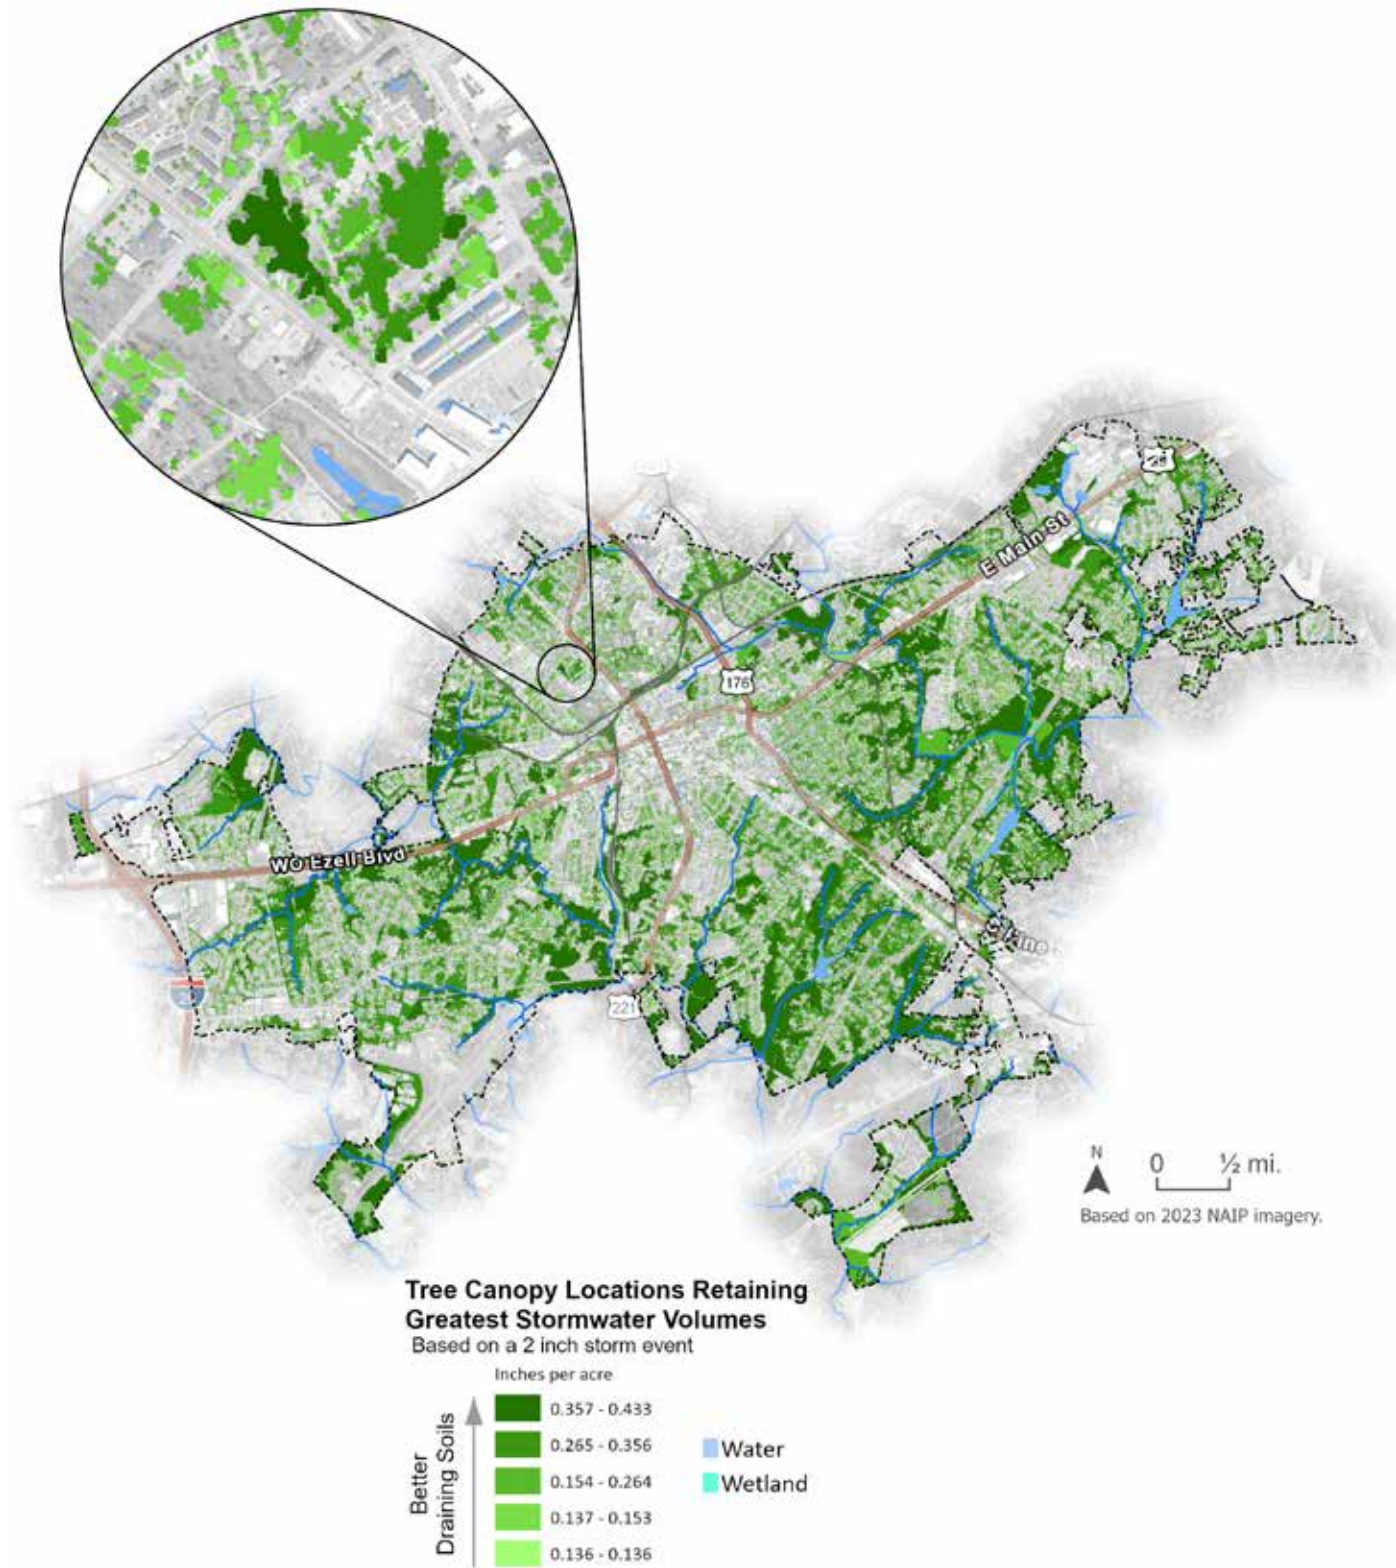 E Main St
176
WO Ezell Blvd
221
N
0 ½ mi.
Based on 2023 NAIP imagery.
Tree Canopy Locations Retaining
Greatest Stormwater Volumes
Based on a 2 inch storm event
Inches per acre
Better
Draining Soils
0.357 - 0.433
0.265 - 0.356
0.154 - 0.264
0.137 - 0.153
0.136 - 0.136
Water
Wetland